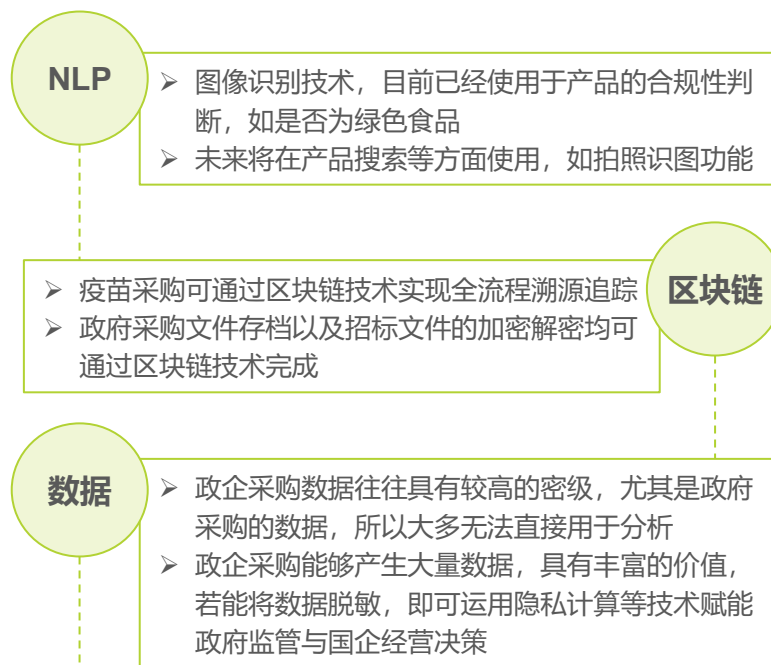 NLP
➢ 图像识别技术，目前已经使用于产品的合规性判
断，如是否为绿色食品
➢ 未来将在产品搜索等方面使用，如拍照识图功能
➢ 疫苗采购可通过区块链技术实现全流程溯源追踪
➢ 政府采购文件存档以及招标文件的加密解密均可
通过区块链技术完成
区块链
数据
➢ 政企采购数据往往具有较高的密级，尤其是政府
采购的数据，所以大多无法直接用于分析
➢ 政企采购能够产生大量数据，具有丰富的价值，
若能将数据脱敏，即可运用隐私计算等技术赋能
政府监管与国企经营决策